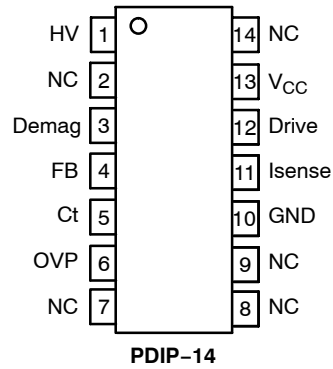 HV 1 14 NC
NC 2 13 VCC
Demag 3 12 Drive
FB 4 11 Isense
Ct 5 10 GND
OVP 6 9 NC
NC 7 8 NC
PDIP−14